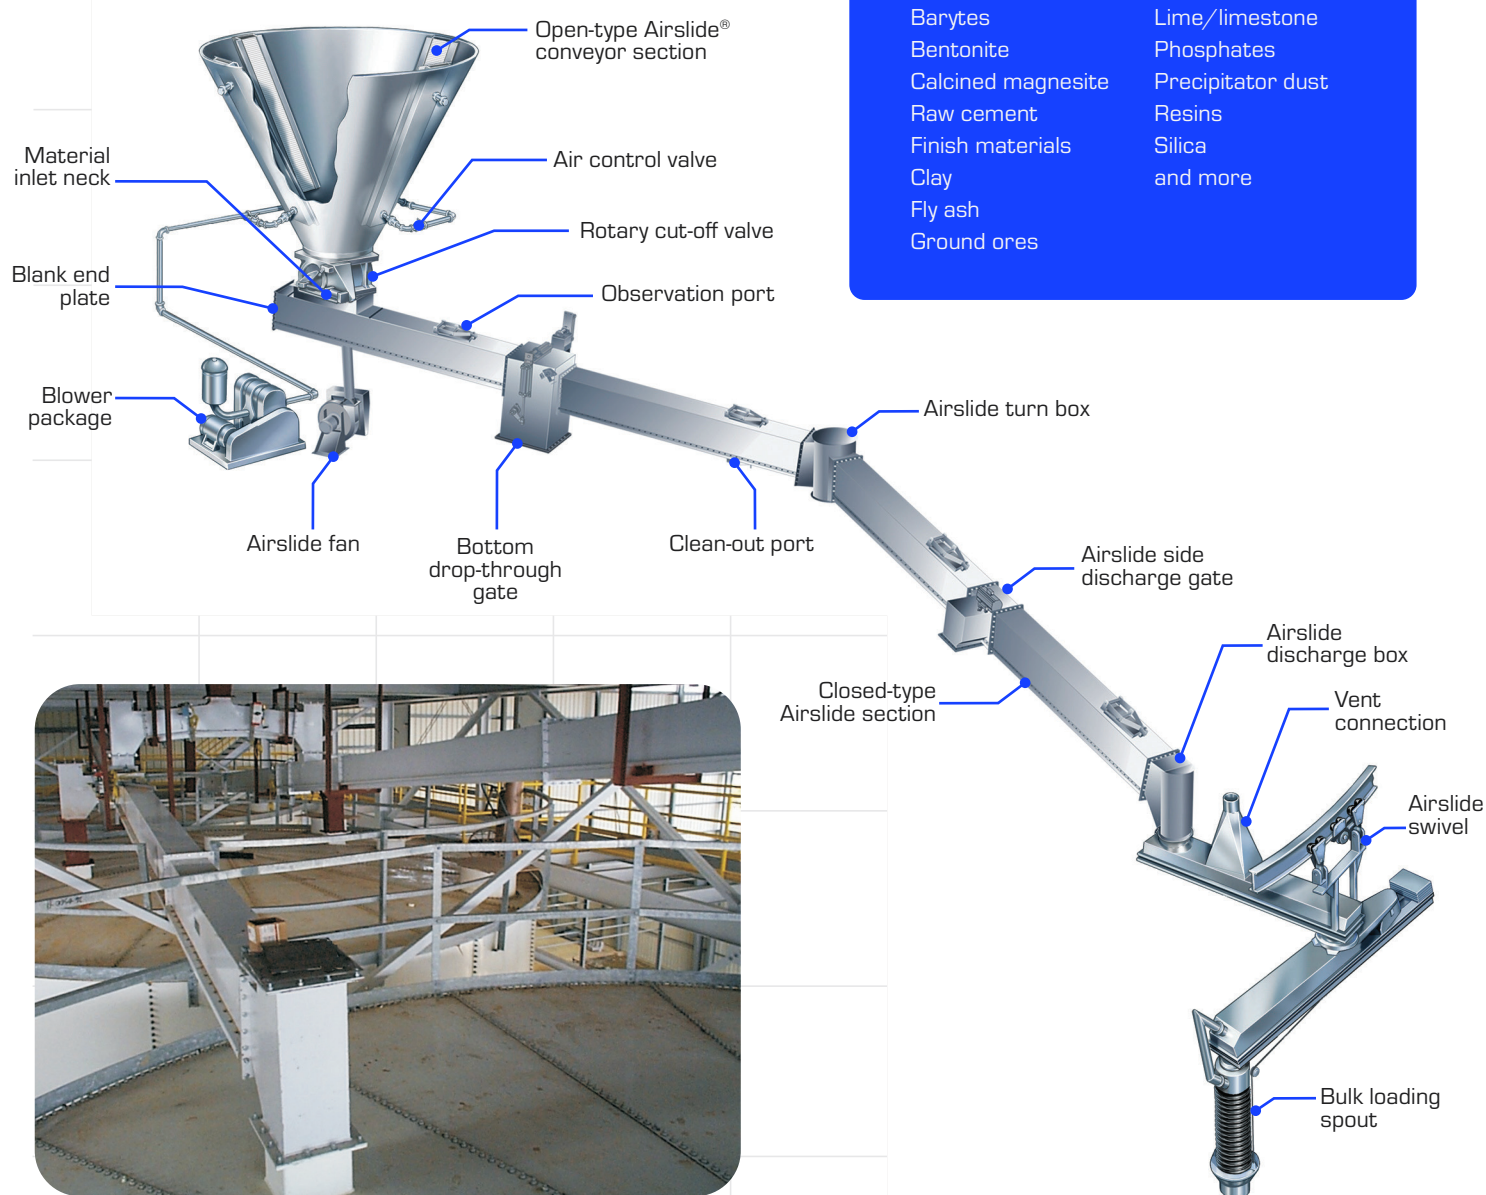 Open-type Airslide®
conveyor section
Material
inlet neck
Air control valve
Rotary cut-off valve
Blank end
plate
Observation port
Blower
package
Airslide turn box
Airslide fan
Bottom
drop-through
gate
Clean-out port
Airslide side
discharge gate
Airslide
discharge box
Closed-type
Airslide section
Vent
connection
Airslide
swivel
Bulk loading
spout
Barytes
Bentonite
Calcined magnesite
Raw cement
Finish materials
Clay
Fly ash
Ground ores
Lime/limestone
Phosphates
Precipitator dust
Resins
Silica
and more